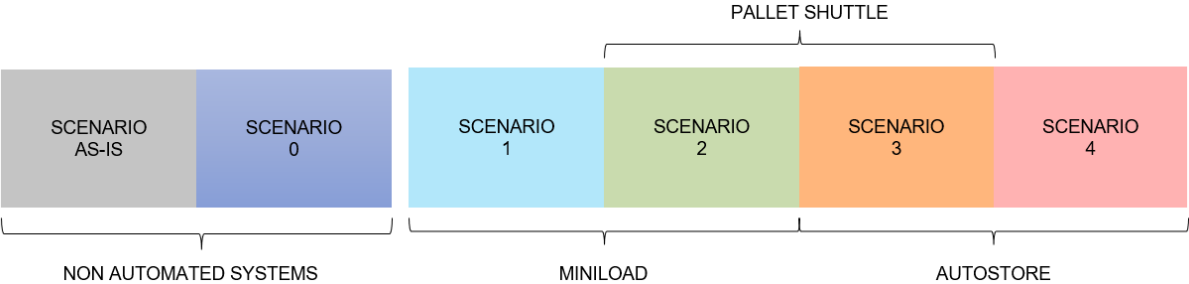 PALLET SHUTTLE
SCENARIO
AS-IS
SCENARIO
0
SCENARIO
1
SCENARIO
2
SCENARIO
3
SCENARIO
4
NON AUTOMATED SYSTEMS
MINILOAD
AUTOSTORE